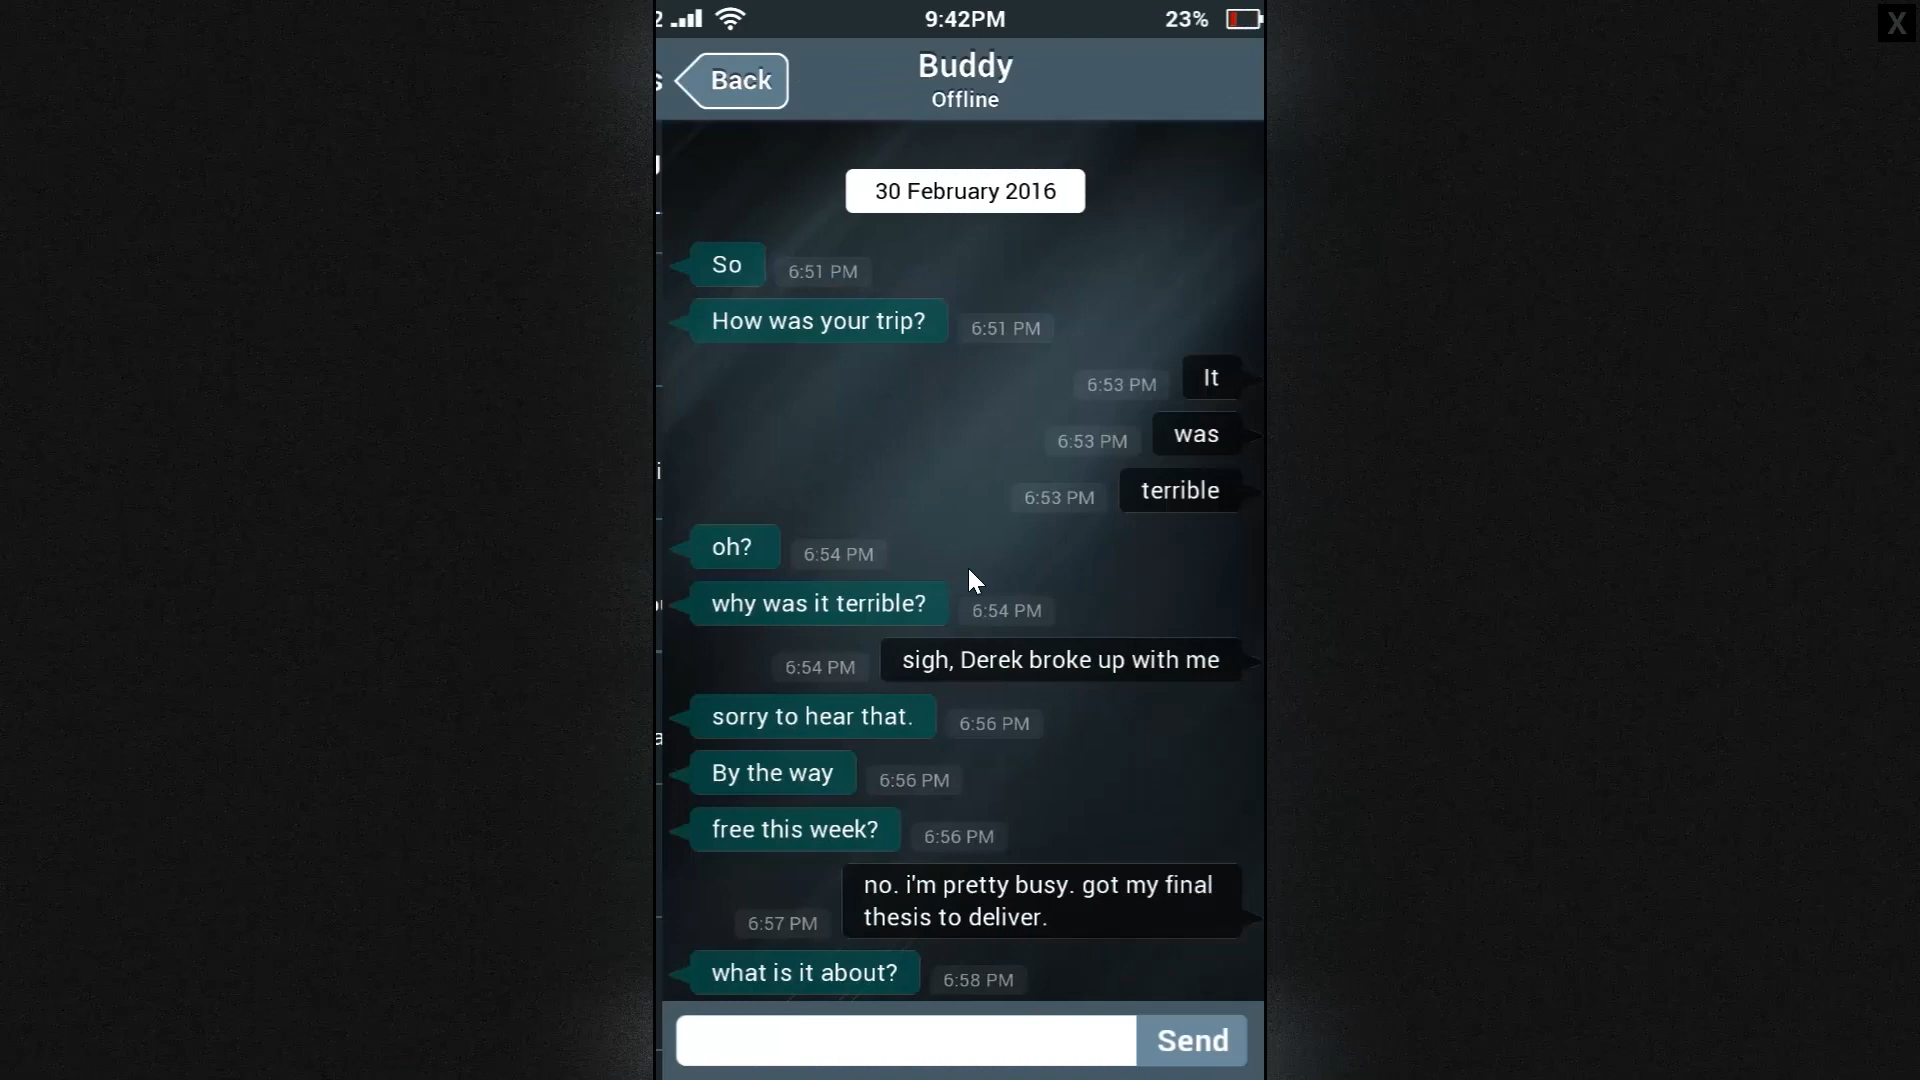 2 9:42PM 23%
X
s Back Buddy
Offline
30 February 2016
So 6:51 PM
How was your trip? 6:51 PM
6:53 PM It
6:53 PM was
6:53 PM terrible
oh? 6:54 PM
why was it terrible? 6:54 PM
6:54 PM sigh, Derek broke up with me
sorry to hear that. 6:56 PM
By the way 6:56 PM
free this week? 6:56 PM
no. i'm pretty busy. got my final
thesis to deliver.
6:57 PM
what is it about? 6:58 PM
Send